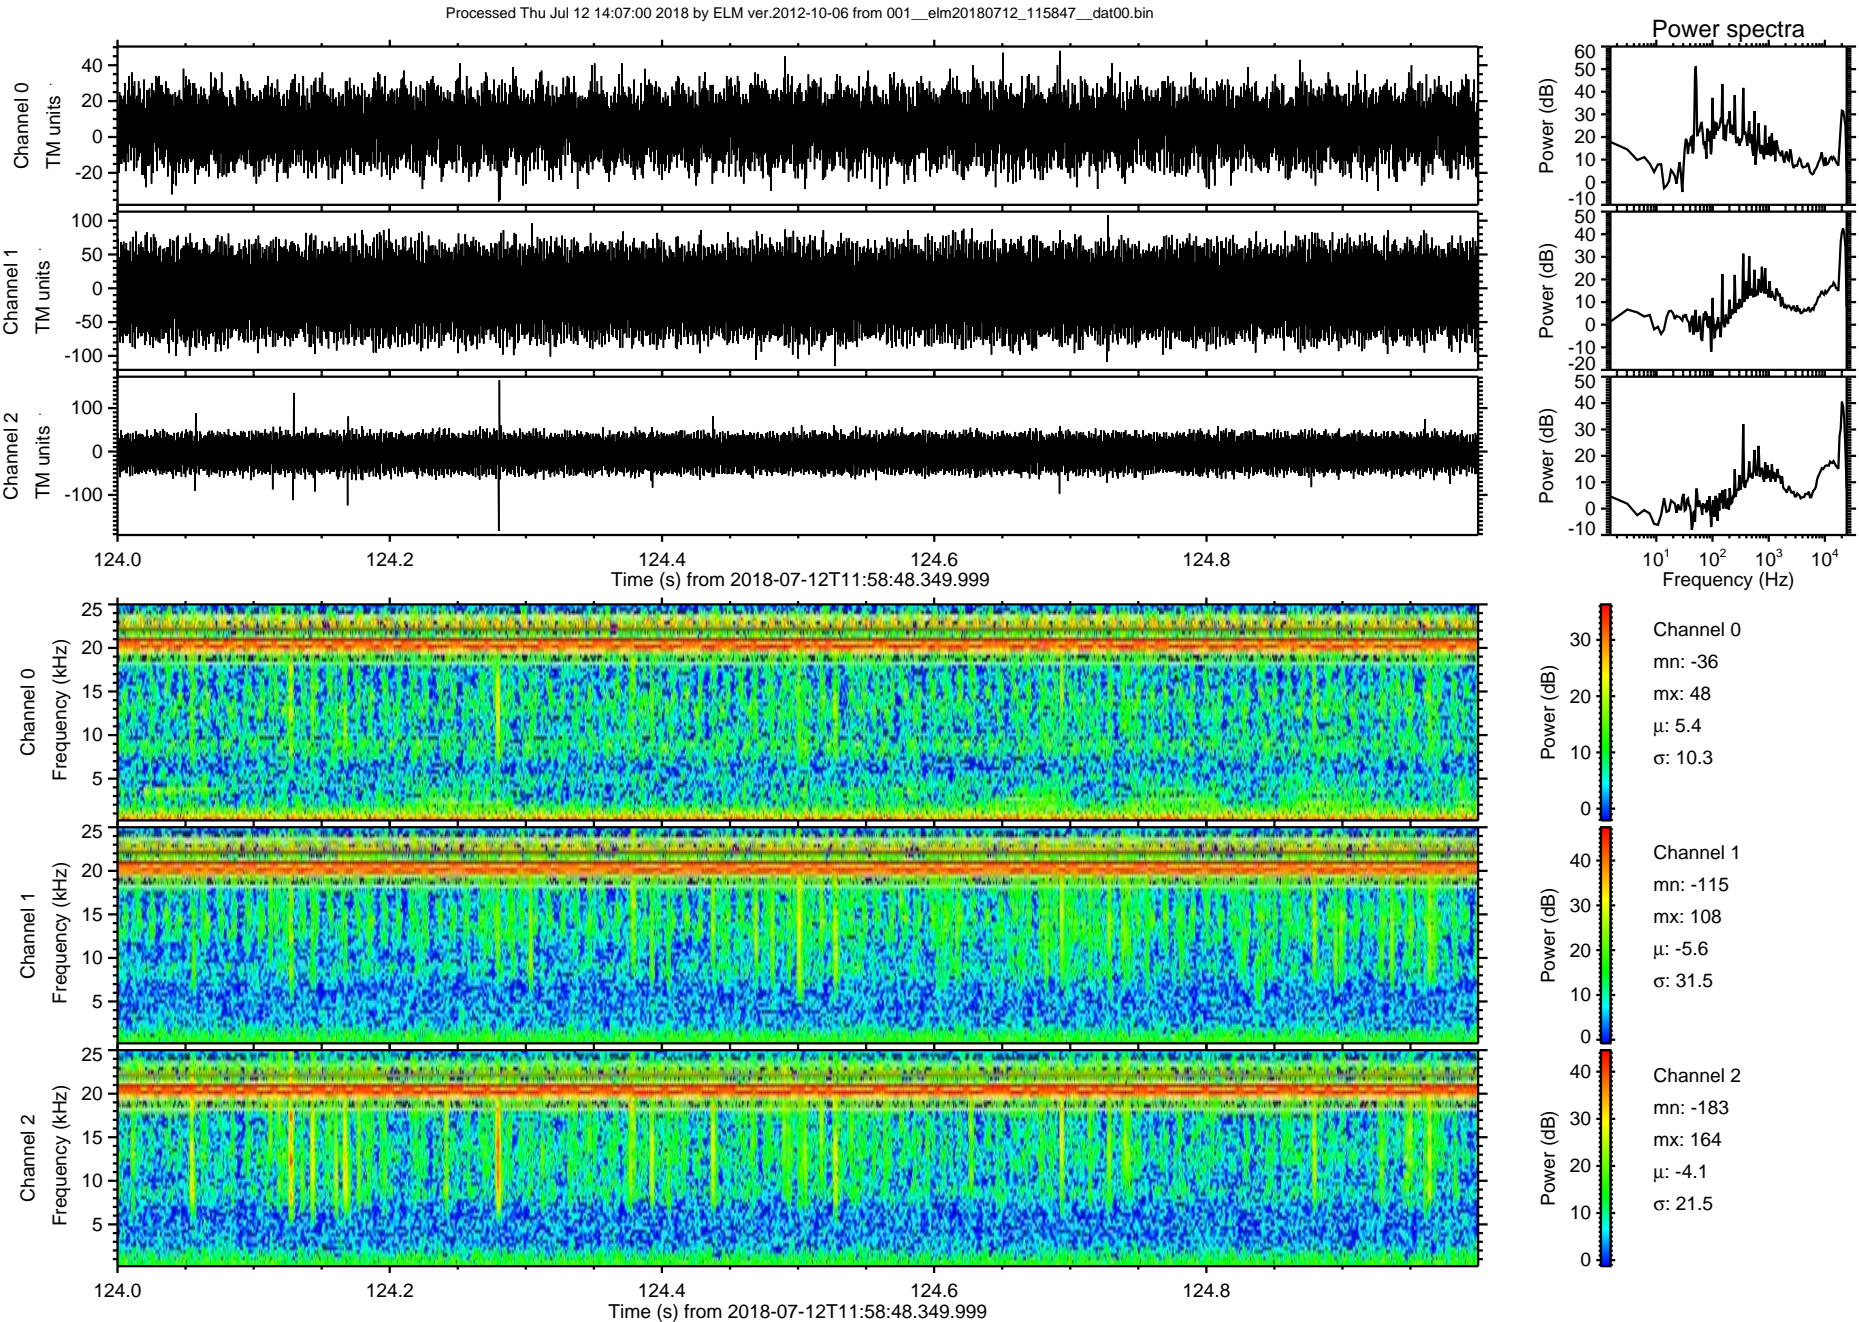 Processed Thu Jul 12 14:07:00 2018 by ELM ver.2012-10-06 from 001__elm20180712_115847__dat00.bin
Power spectra
Channel 0
TM units
40
20
0
-20
Power (dB)
60
50
40
30
20
10
0
-10
Channel 1
TM units
100
50
0
-50
-100
Power (dB)
50
40
30
20
10
0
-10
-20
Channel 2
TM units
100
0
-100
Power (dB)
50
40
30
20
10
0
-10
124.0 124.2 124.4 124.6 124.8
Time (s) from 2018-07-12T11:58:48.349.999
10^1 10^2 10^3 10^4
Frequency (Hz)
Channel 0
Frequency (kHz)
25
20
15
10
5
Power (dB)
30
20
10
0
Channel 0
mn: -36
mx: 48
μ: 5.4
σ: 10.3
Channel 1
Frequency (kHz)
25
20
15
10
5
Power (dB)
40
30
20
10
0
Channel 1
mn: -115
mx: 108
μ: -5.6
σ: 31.5
Channel 2
Frequency (kHz)
25
20
15
10
5
Power (dB)
40
30
20
10
0
Channel 2
mn: -183
mx: 164
μ: -4.1
σ: 21.5
124.0 124.2 124.4 124.6 124.8
Time (s) from 2018-07-12T11:58:48.349.999